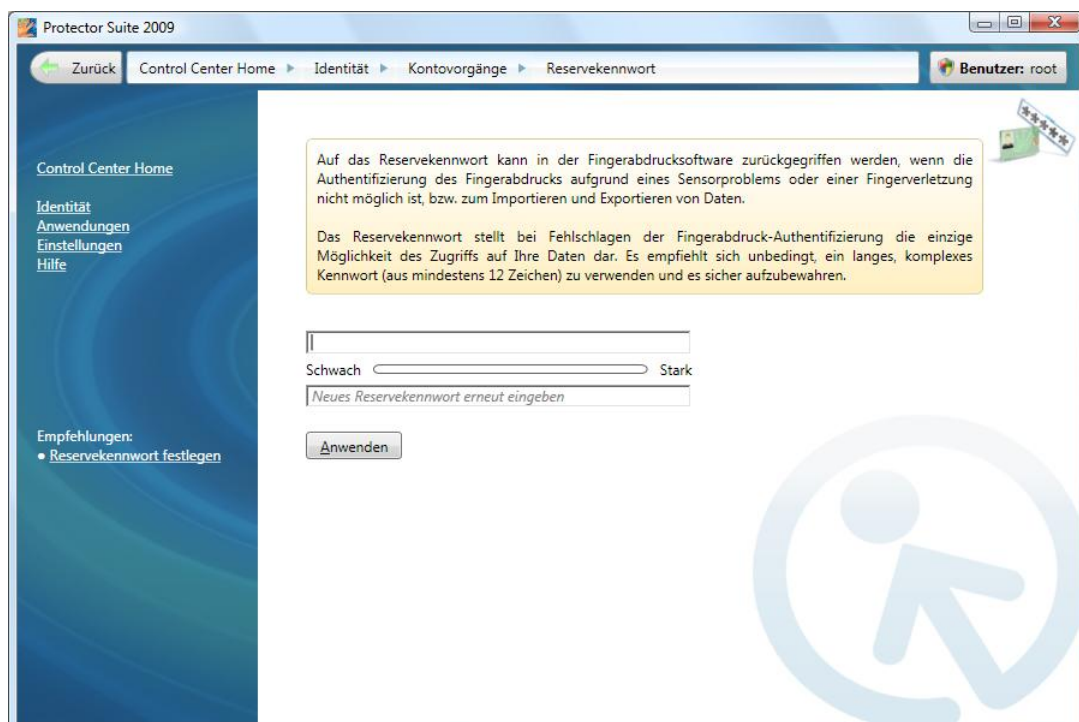 Protector Suite 2009
Zurück
Control Center Home
Identität
Kontovorgänge
Reservekennwort
Benutzer: root
Control Center Home
Identität
Anwendungen
Einstellungen
Hilfe
Empfehlungen:
• Reservekennwort festlegen
Auf das Reservekennwort kann in der Fingerabdrucksoftware zurückgegriffen werden, wenn die
Authentifizierung des Fingerabdrucks aufgrund eines Sensorproblems oder einer Fingerverletzung
nicht möglich ist, bzw. zum Importieren und Exportieren von Daten.
Das Reservekennwort stellt bei Fehlschlagen der Fingerabdruck-Authentifizierung die einzige
Möglichkeit des Zugriffs auf Ihre Daten dar. Es empfiehlt sich unbedingt, ein langes, komplexes
Kennwort (aus mindestens 12 Zeichen) zu verwenden und es sicher aufzubewahren.
Schwach
Stark
Neues Reservekennwort erneut eingeben
Anwenden